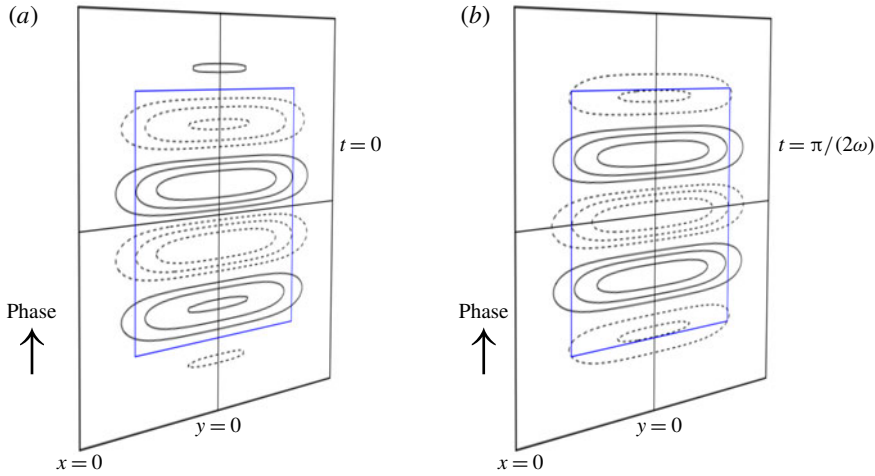 (a)
(b)
t = 0
t = π/(2ω)
Phase
Phase
y = 0
y = 0
x = 0
x = 0